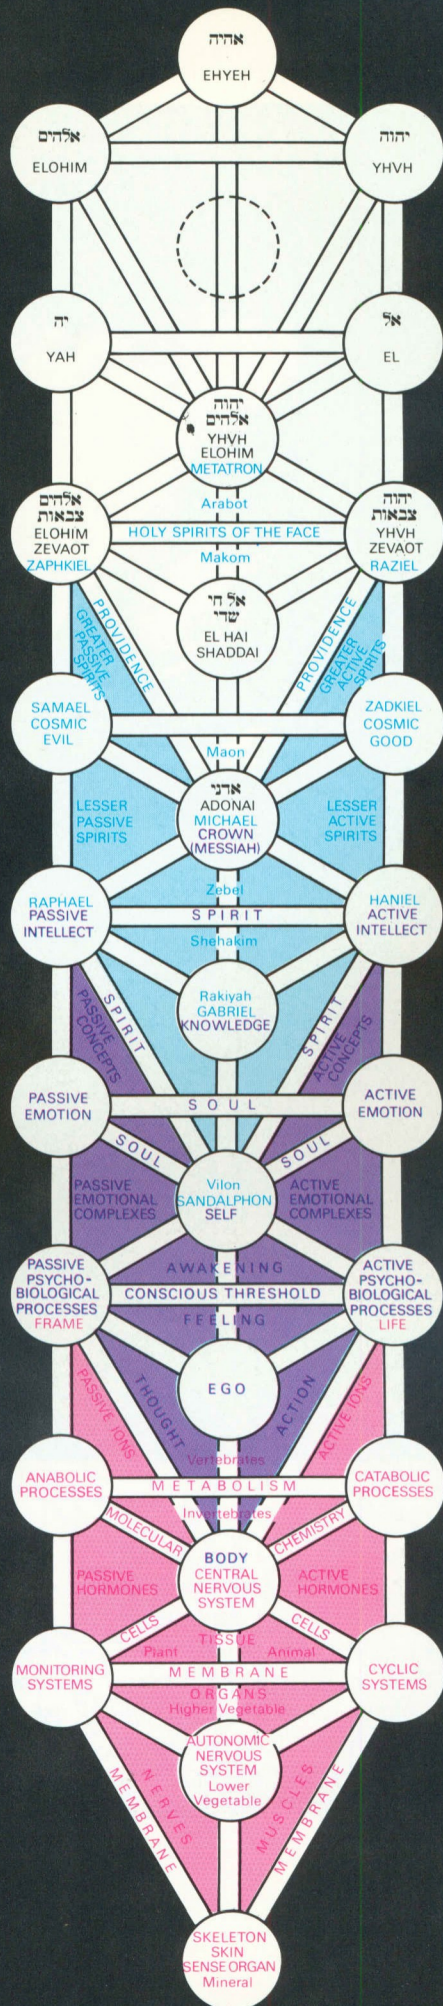 אהיה
EHYEH
אלהים
ELOHIM
יהוה
YHVH
יה
YAH
אל
EL
יהוה
אלהים
YHVH
ELOHIM
METATRON
אלהים
צבאות
ELOHIM
ZEVAOT
ZAPHKIEL
Arabot
HOLY SPIRITS OF THE FACE
Makom
יהוה
צבאות
YHVH
ZEVAOT
RAZIEL
אל חי
שדי
EL HAI
SHADDAI
PROVIDENCE
GREATER
PASSIVE
SPIRITS
PROVIDENCE
GREATER
ACTIVE
SPIRITS
SAMAEL
COSMIC
EVIL
ZADKIEL
COSMIC
GOOD
Maon
LESSER
PASSIVE
SPIRITS
אדני
ADONAI
MICHAEL
CROWN
(MESSIAH)
LESSER
ACTIVE
SPIRITS
RAPHAEL
PASSIVE
INTELLECT
Zebel
SPIRIT
Shehakim
HANIEL
ACTIVE
INTELLECT
Rakiyah
GABRIEL
KNOWLEDGE
SPIRIT
PASSIVE
CONCEPTS
SPIRIT
ACTIVE
CONCEPTS
PASSIVE
EMOTION
SOUL
ACTIVE
EMOTION
SOUL
SOUL
PASSIVE
EMOTIONAL
COMPLEXES
Vilon
SANDALPHON
SELF
ACTIVE
EMOTIONAL
COMPLEXES
PASSIVE
PSYCHO-
BIOLOGICAL
PROCESSES
FRAME
AWAKENING
CONSCIOUS THRESHOLD
FEELING
ACTIVE
PSYCHO-
BIOLOGICAL
PROCESSES
LIFE
EGO
PASSIVE IONS
THOUGHT
ACTION
ACTIVE IONS
Vertebrates
ANABOLIC
PROCESSES
METABOLISM
CATABOLIC
PROCESSES
Invertebrates
MOLECULAR
CHEMISTRY
PASSIVE
HORMONES
BODY
CENTRAL
NERVOUS
SYSTEM
ACTIVE
HORMONES
CELLS
CELLS
TISSUE
Plant
Animal
MONITORING
SYSTEMS
MEMBRANE
CYCLIC
SYSTEMS
ORGANS
Higher Vegetable
AUTONOMIC
NERVOUS
SYSTEM
Lower
Vegetable
MEMBRANE
NERVES
MUSCLES
MEMBRANE
SKELETON
SKIN
SENSE ORGAN
Mineral